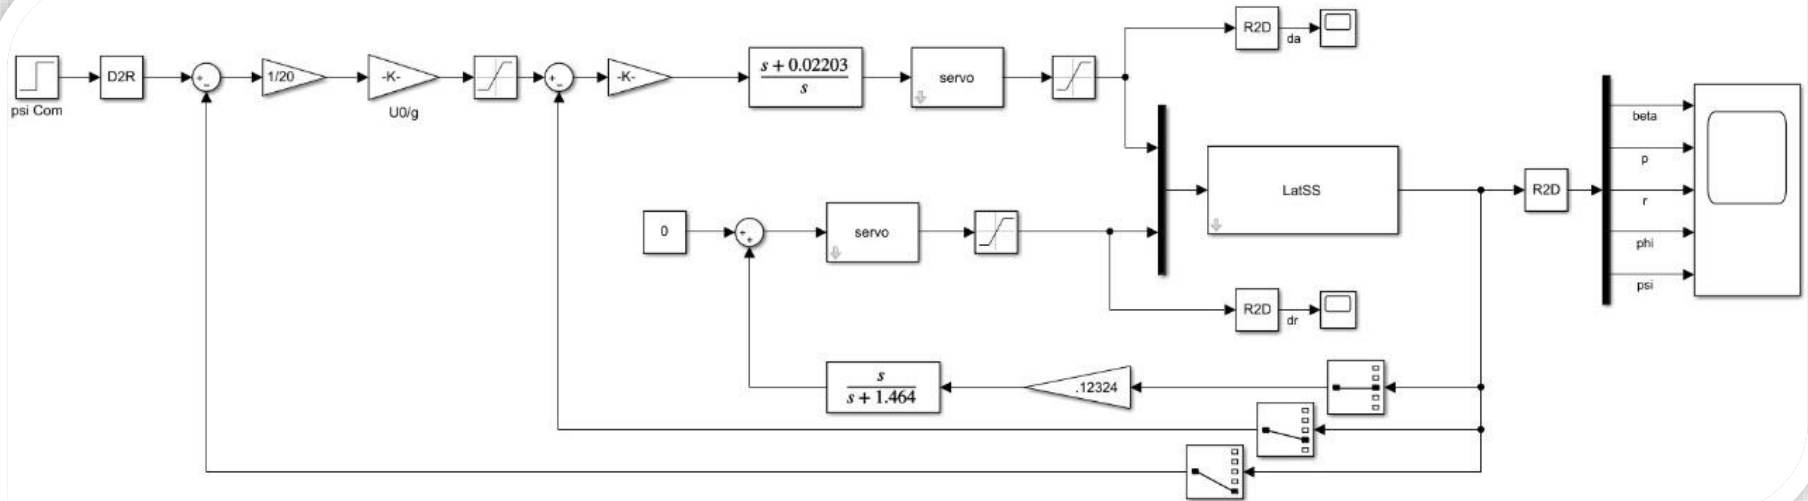 psi Com
D2R
+
-
1/20
-K-
U0/g
+
-
-K-
s + 0.02203
s
servo
R2D
da
0
+
+
servo
LatSS
R2D
dr
R2D
beta
p
r
phi
psi
s
s + 1.464
.12324